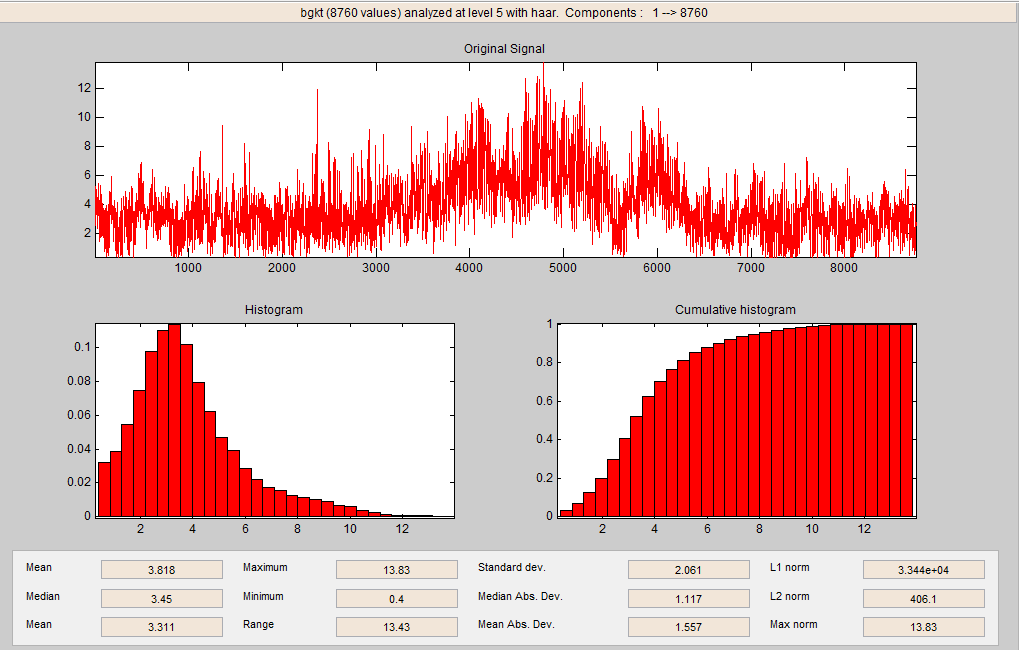 bgkt (8760 values) analyzed at level 5 with haar. Components : 1 --> 8760
Original Signal
12
10
8
6
4
2
1000 2000 3000 4000 5000 6000 7000 8000
Histogram
0.1
0.08
0.06
0.04
0.02
0
2 4 6 8 10 12
Cumulative histogram
1
0.8
0.6
0.4
0.2
0
2 4 6 8 10 12
Mean 3.818 Maximum 13.83 Standard dev. 2.061 L1 norm 3.344e+04
Median 3.45 Minimum 0.4 Median Abs. Dev. 1.117 L2 norm 406.1
Mean 3.311 Range 13.43 Mean Abs. Dev. 1.557 Max norm 13.83